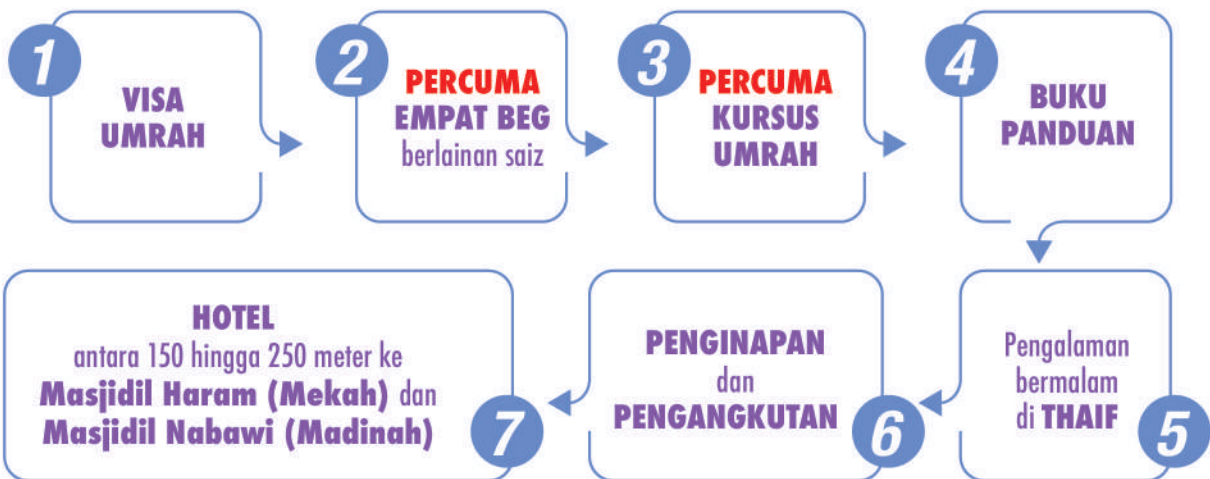 1
VISA
UMRAH
2
PERCUMA
EMPAT BEG
berlainan saiz
3
PERCUMA
KURSUS
UMRAH
4
BUKU
PANDUAN
Pengalaman
bermalam
di THAIF
5
PENGINAPAN
dan
PENGANGKUTAN
6
HOTEL
antara 150 hingga 250 meter ke
Masjidil Haram (Mekah) dan
Masjidil Nabawi (Madinah)
7